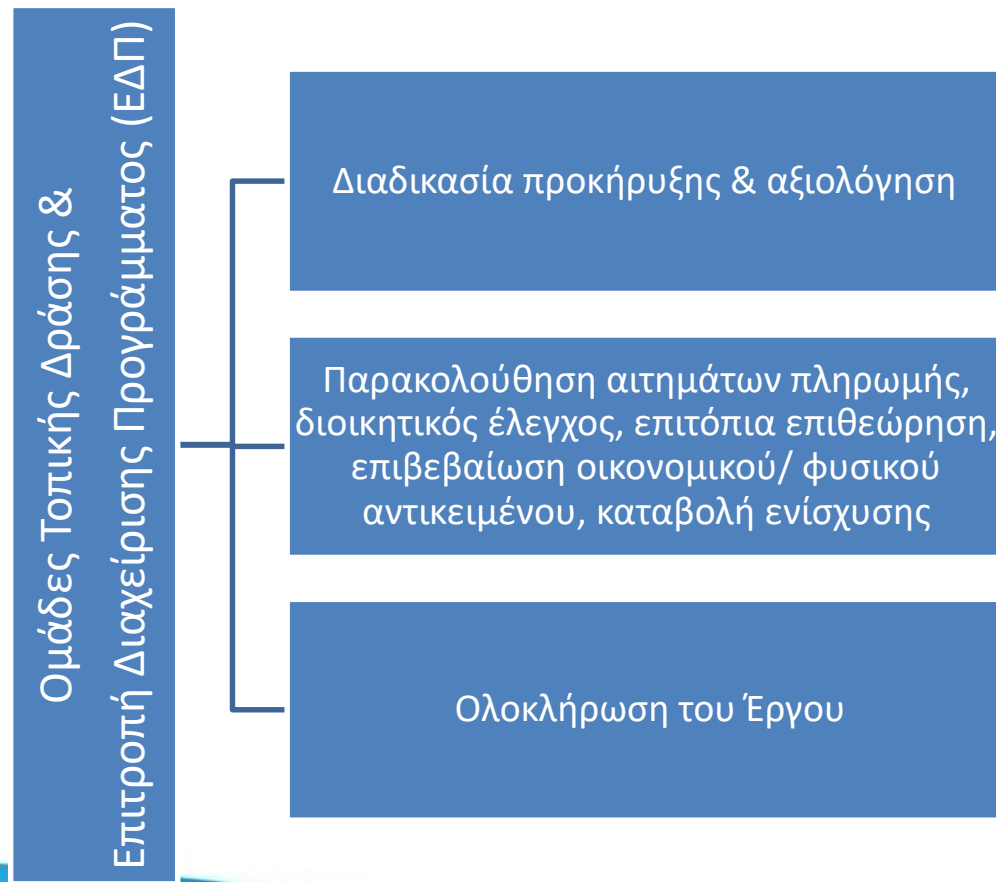 Ομάδες Τοπικής Δράσης &
Επιτροπή Διαχείρισης Προγράμματος (ΕΔΠ)
Διαδικασία προκήρυξης & αξιολόγηση
Παρακολούθηση αιτημάτων πληρωμής,
διοικητικός έλεγχος, επιτόπια επιθεώρηση,
επιβεβαίωση οικονομικού/ φυσικού
αντικειμένου, καταβολή ενίσχυσης
Ολοκλήρωση του Έργου